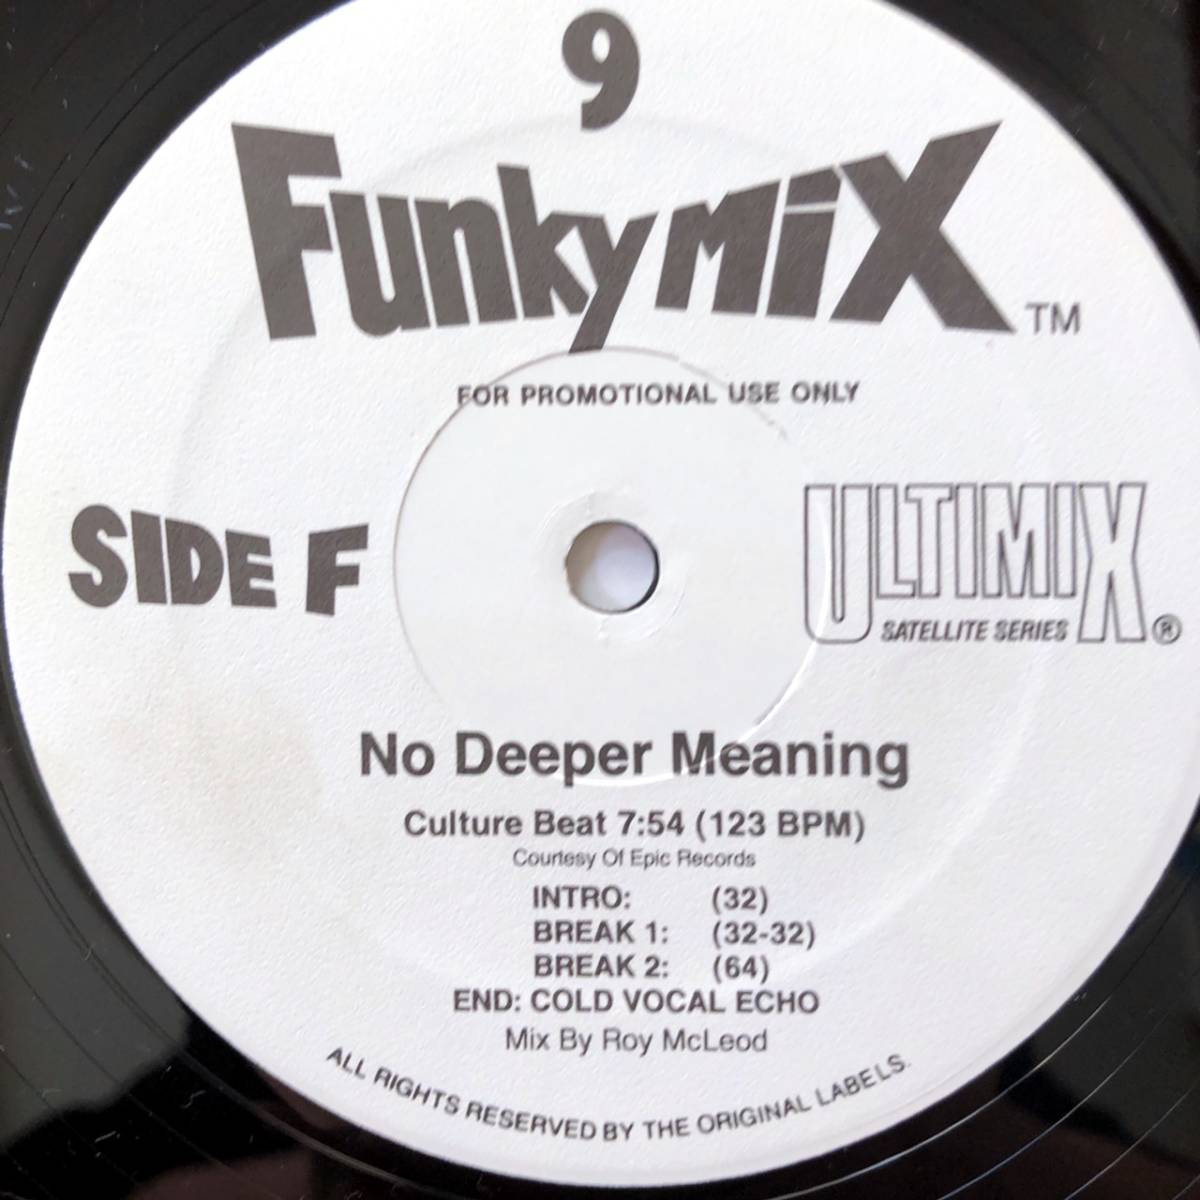 9
FunkymiX TM
FOR PROMOTIONAL USE ONLY
SIDE F
ULTIMIX
SATELLITE SERIES ®
No Deeper Meaning
Culture Beat 7:54 (123 BPM)
Courtesy Of Epic Records
INTRO: (32)
BREAK 1: (32-32)
BREAK 2: (64)
END: COLD VOCAL ECHO
Mix By Roy McLeod
ALL RIGHTS RESERVED BY THE ORIGINAL LABELS.